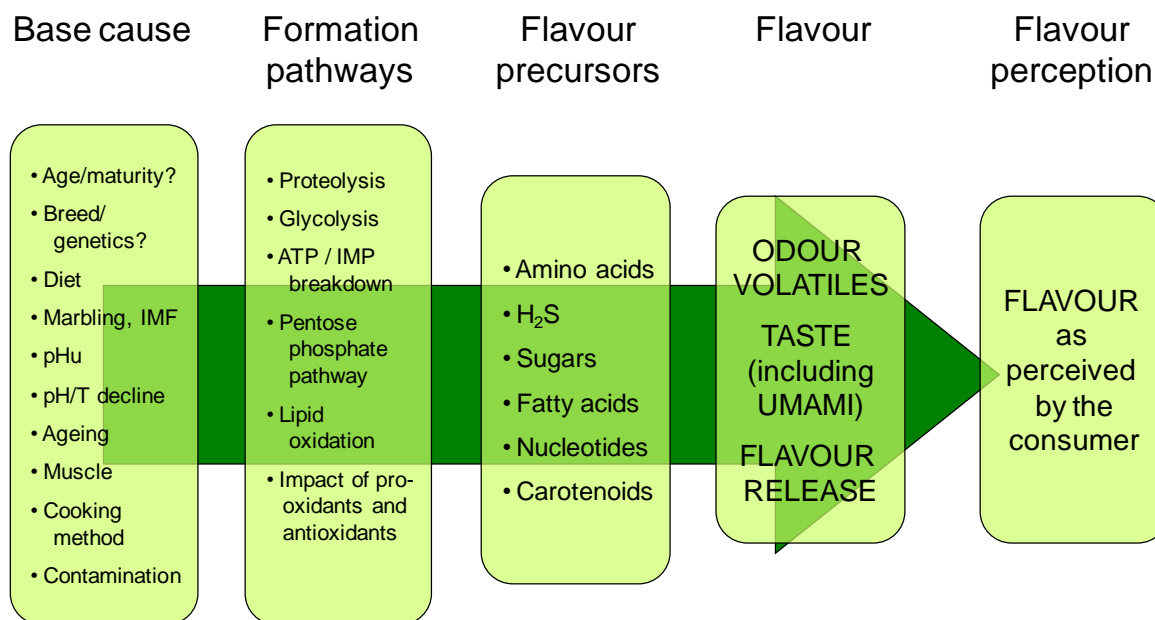 Base cause
Formation
pathways
Flavour
precursors
Flavour
Flavour
perception
• Age/maturity?
• Breed/
genetics?
• Diet
• Marbling, IMF
• pHu
• pH/T decline
• Ageing
• Muscle
• Cooking
method
• Contamination
• Proteolysis
• Glycolysis
• ATP / IMP
breakdown
• Pentose
phosphate
pathway
• Lipid
oxidation
• Impact of pro-
oxidants and
antioxidants
• Amino acids
• H₂S
• Sugars
• Fatty acids
• Nucleotides
• Carotenoids
ODOUR
VOLATILES
TASTE
(including
UMAMI)
FLAVOUR
RELEASE
FLAVOUR
as
perceived
by the
consumer